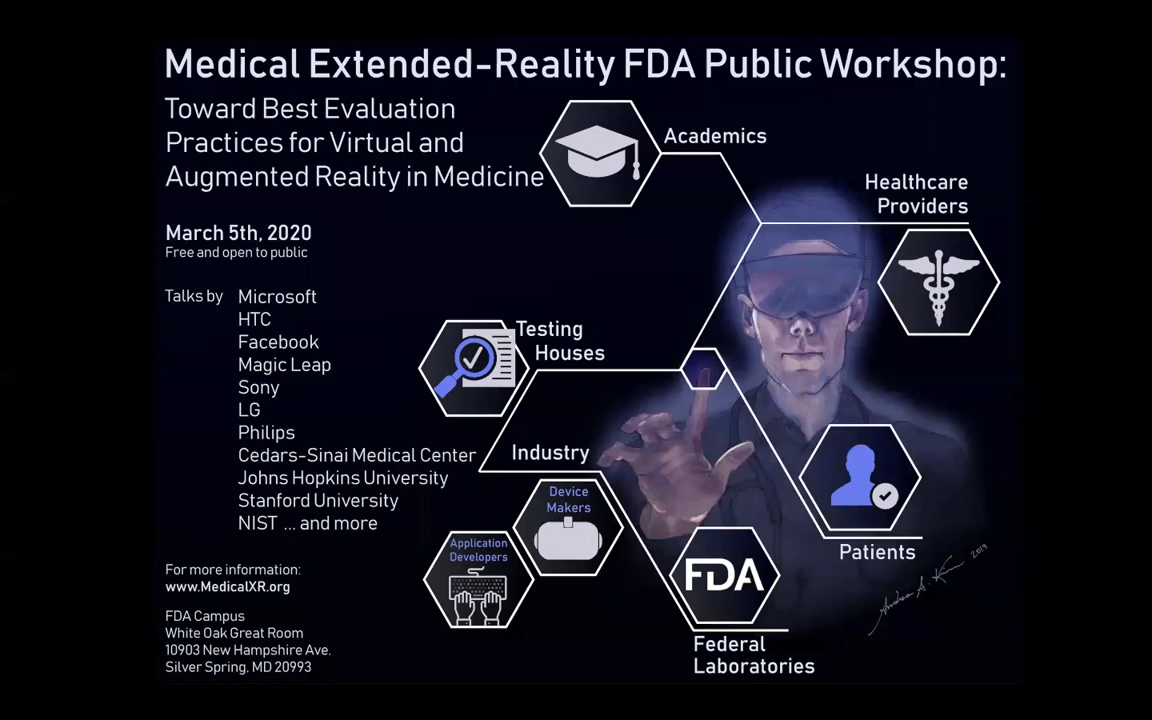 Medical Extended-Reality FDA Public Workshop:
Toward Best Evaluation
Practices for Virtual and
Augmented Reality in Medicine
March 5th, 2020
Free and open to public
Talks by
Microsoft
HTC
Facebook
Magic Leap
Sony
LG
Philips
Cedars-Sinai Medical Center
Johns Hopkins University
Stanford University
NIST ... and more
For more information:
www.MedicalXR.org
FDA Campus
White Oak Great Room
10903 New Hampshire Ave.
Silver Spring, MD 20993
Academics
Healthcare
Providers
Testing
Houses
Industry
Device
Makers
Application
Developers
Patients
FDA
Federal
Laboratories
2019